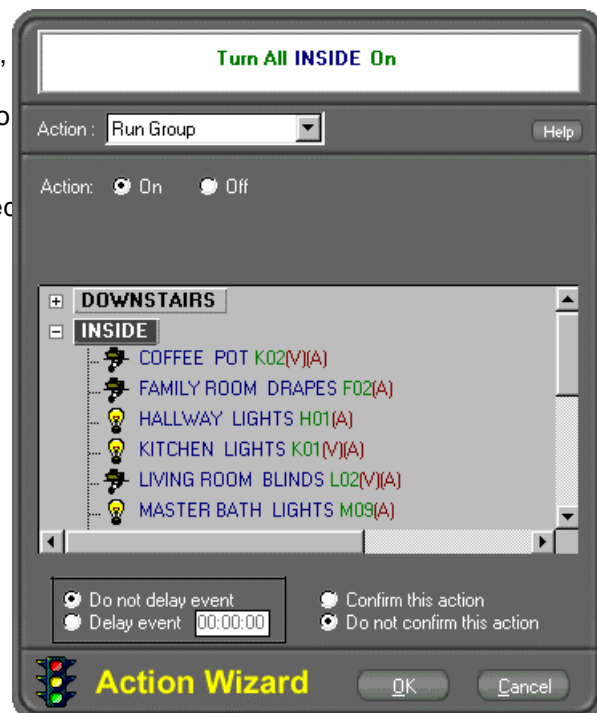 Turn All INSIDE On
Action : Run Group Help
Action: On Off
DOWNSTAIRS
INSIDE
COFFEE POT K02(V)(A)
FAMILY ROOM DRAPES F02(A)
HALLWAY LIGHTS H01(A)
KITCHEN LIGHTS K01(V)(A)
LIVING ROOM BLINDS L02(V)(A)
MASTER BATH LIGHTS M09(A)
Do not delay event Confirm this action
Delay event 00:00:00 Do not confirm this action
Action Wizard OK Cancel